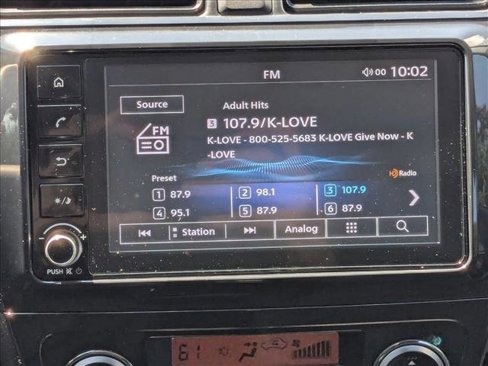 FM
00 10:02
Source
Adult Hits
FM
S 107.9/K-LOVE
K-LOVE - 800-525-5683 K-LOVE Give Now - K
-LOVE
HD Radio
Preset
1 87.9 2 98.1 3 107.9
4 95.1 5 87.9 6 87.9
Station Analog
PUSH
61